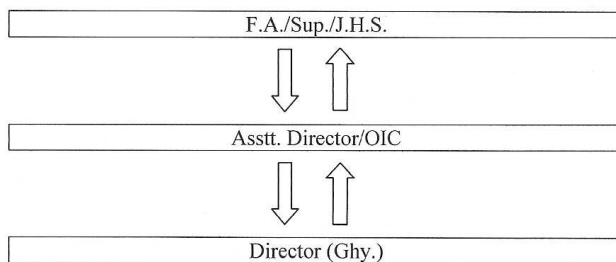 F.A./Sup./J.H.S.
Asstt. Director/OIC
Director (Ghy.)